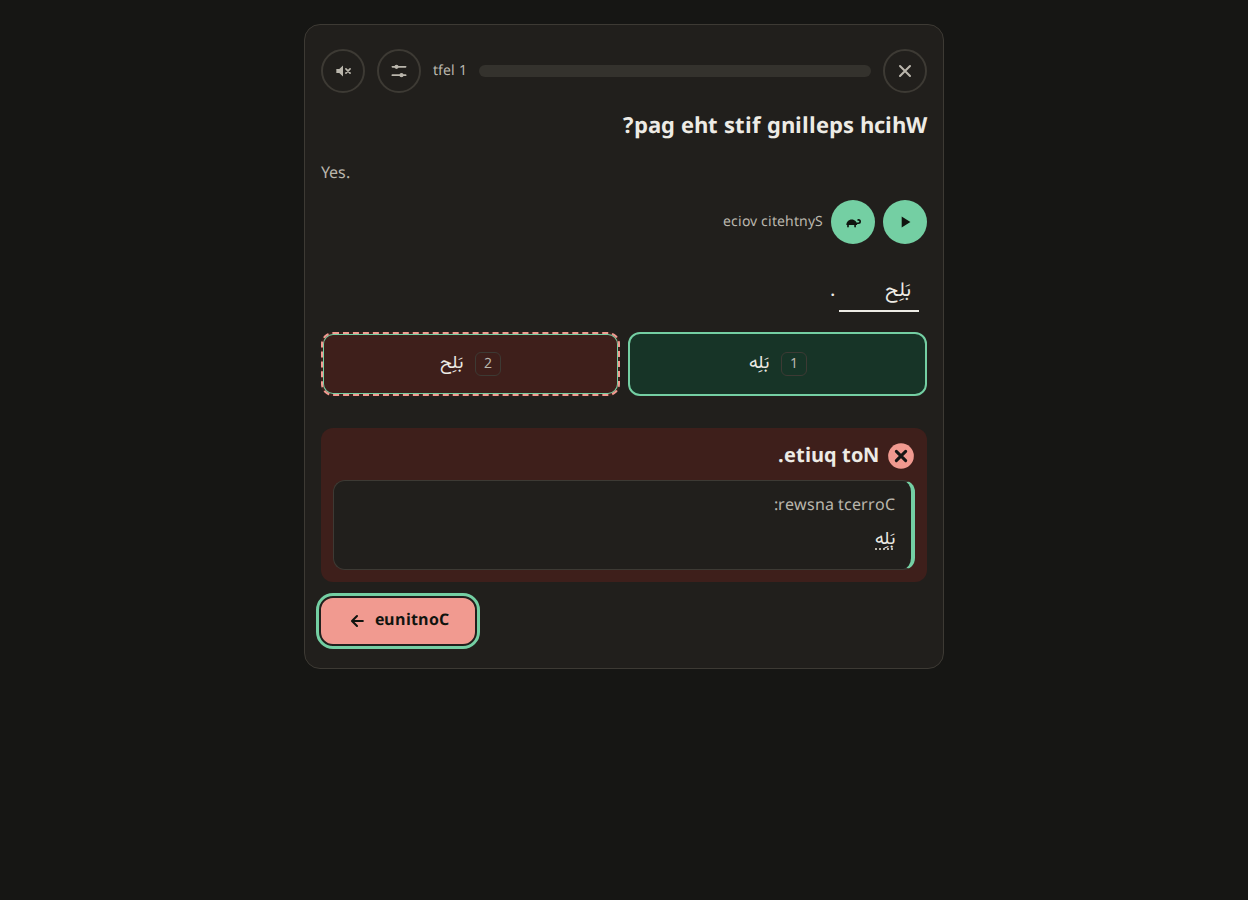 tfel 1
?pag eht stif gnilleps hcihW
Yes.
eciov citehtnyS
بَلِح .
1 بَلِه
2 بَلِح
.etiuq toN
:rewsna tcerroC
بَلِه
eunitnoC